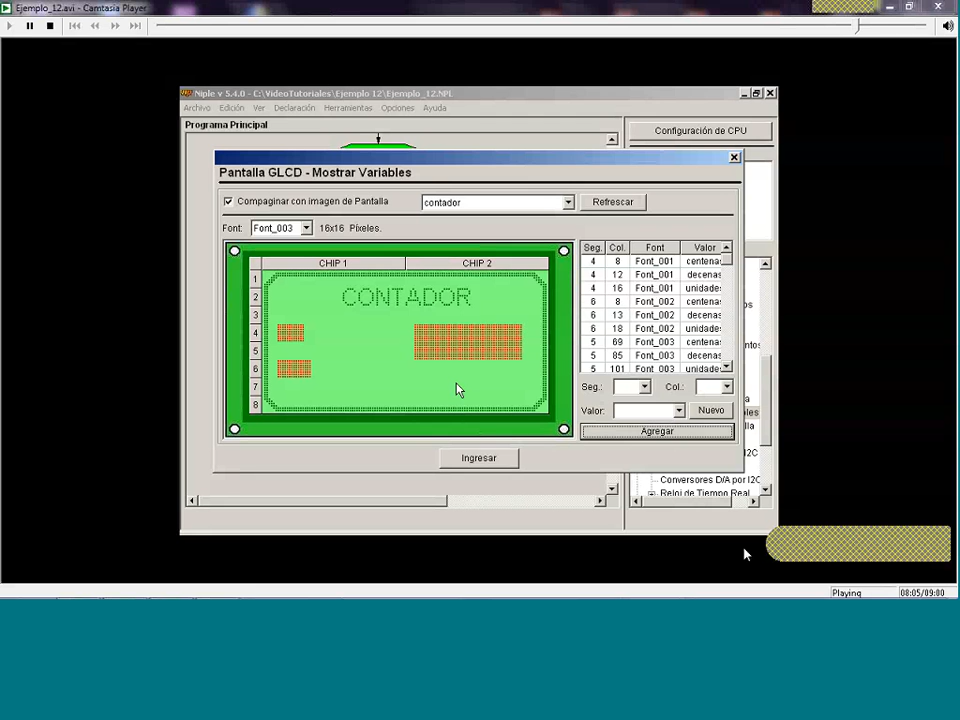 Ejemplo_12.avi - Camtasia Player
Niple v 5.4.0 - C:\VideoTutoriales\Ejemplo 12\Ejemplo_12.NPL
Archivo Edición Ver Declaración Herramientas Opciones Ayuda
Programa Principal
Configuración de CPU
Pantalla GLCD - Mostrar Variables
Compaginar con imagen de Pantalla contador Refrescar
Font: Font_003 16x16 Pixeles.
Seg. Col. Font Valor
CHIP 1 CHIP 2
4 8 Font_001 centenas
4 12 Font_001 decenas
4 16 Font_001 unidades
6 8 Font_002 centenas
6 13 Font_002 decenas
6 18 Font_002 unidades
5 69 Font_003 centenas
5 85 Font_003 decenas
5 101 Font_003 unidades
1
2
3
4
5
6
7
8
CONTADOR
Seg.: Col.:
Valor: Nuevo
Agregar
Ingresar
Conversores D/A por I2C
Reloj de Tiempo Real
Playing 08:05/09:00